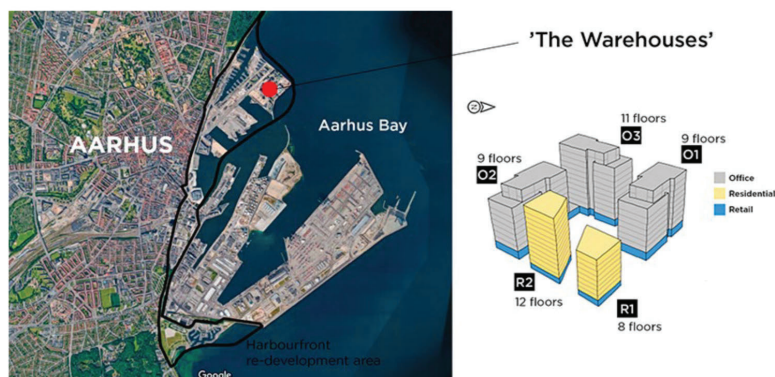 'The Warehouses'
AARHUS
Aarhus Bay
Harbourfront
re-development area
Google
N
11 floors
O3
9 floors
O1
9 floors
O2
Office
Residential
Retail
R2
12 floors
R1
8 floors